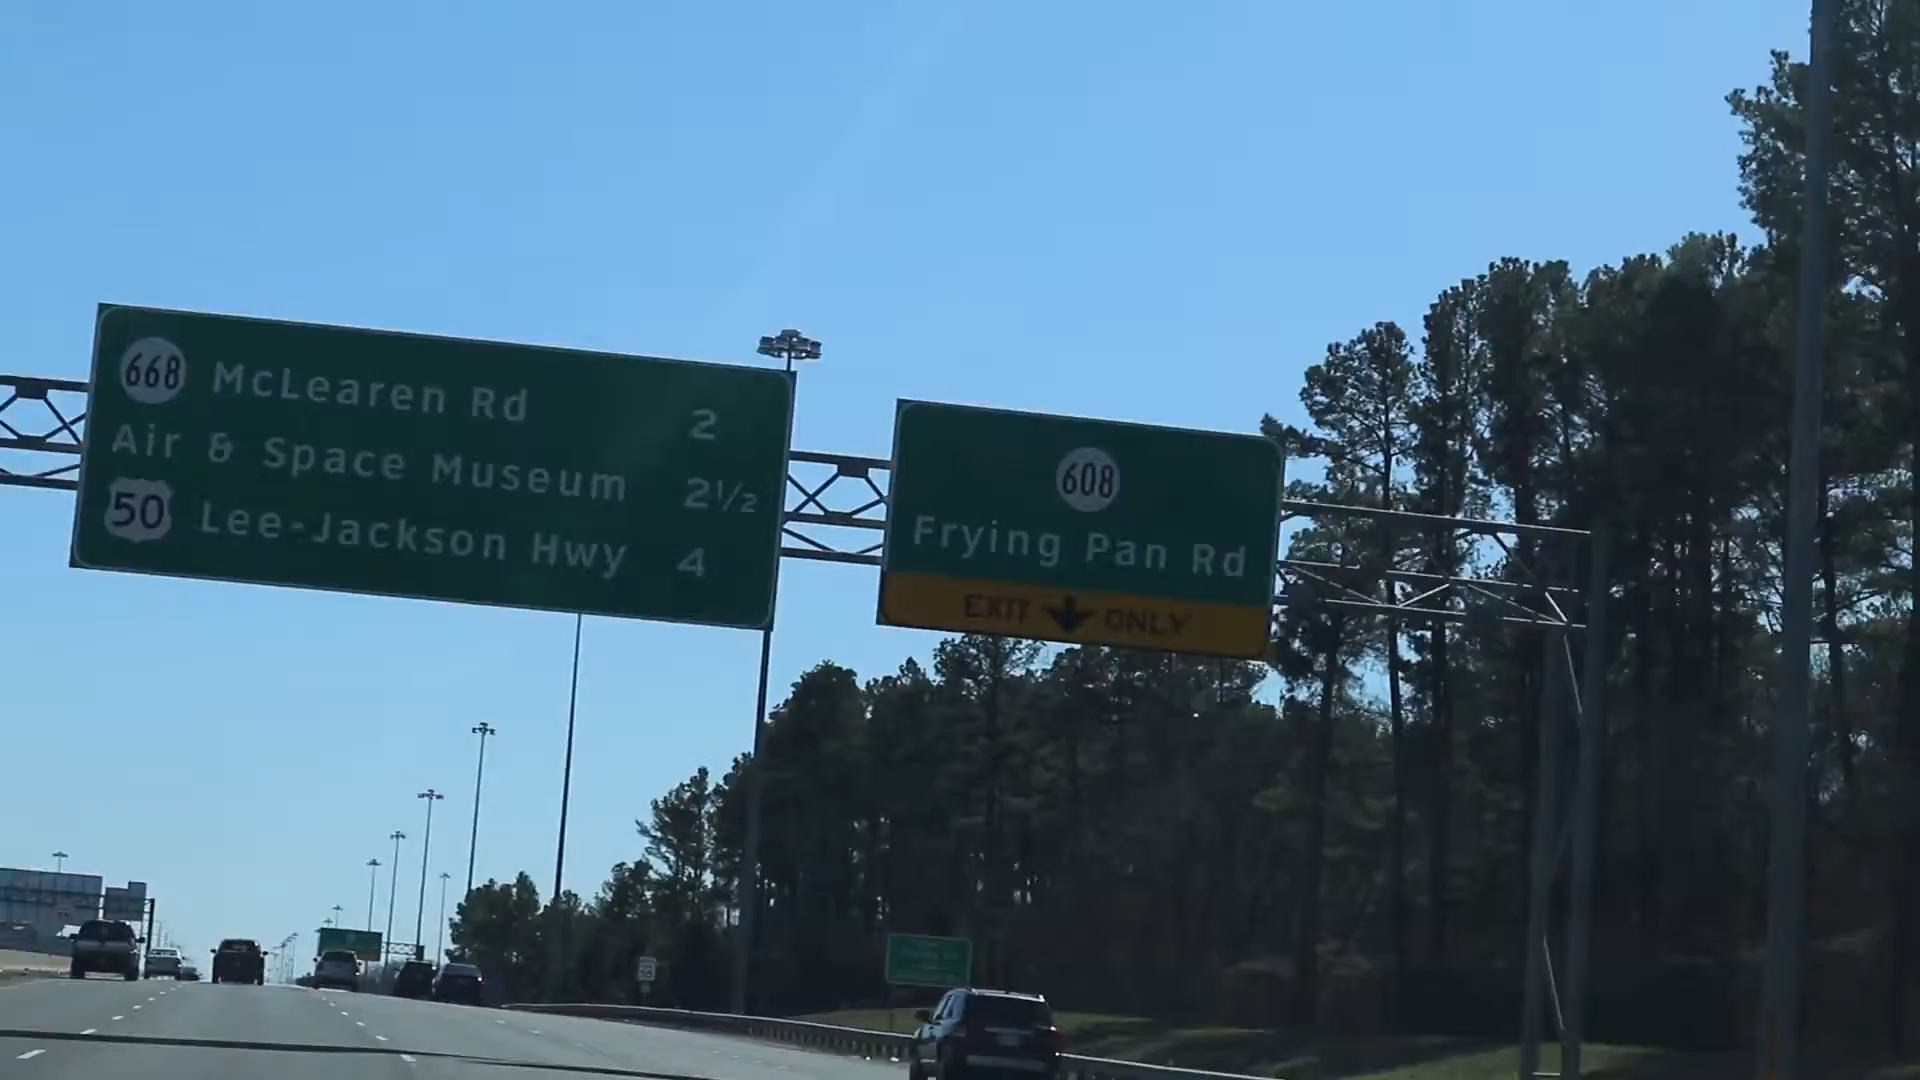 668 McLearen Rd 2
Air & Space Museum 2½
50 Lee-Jackson Hwy 4
608
Frying Pan Rd
EXIT ONLY